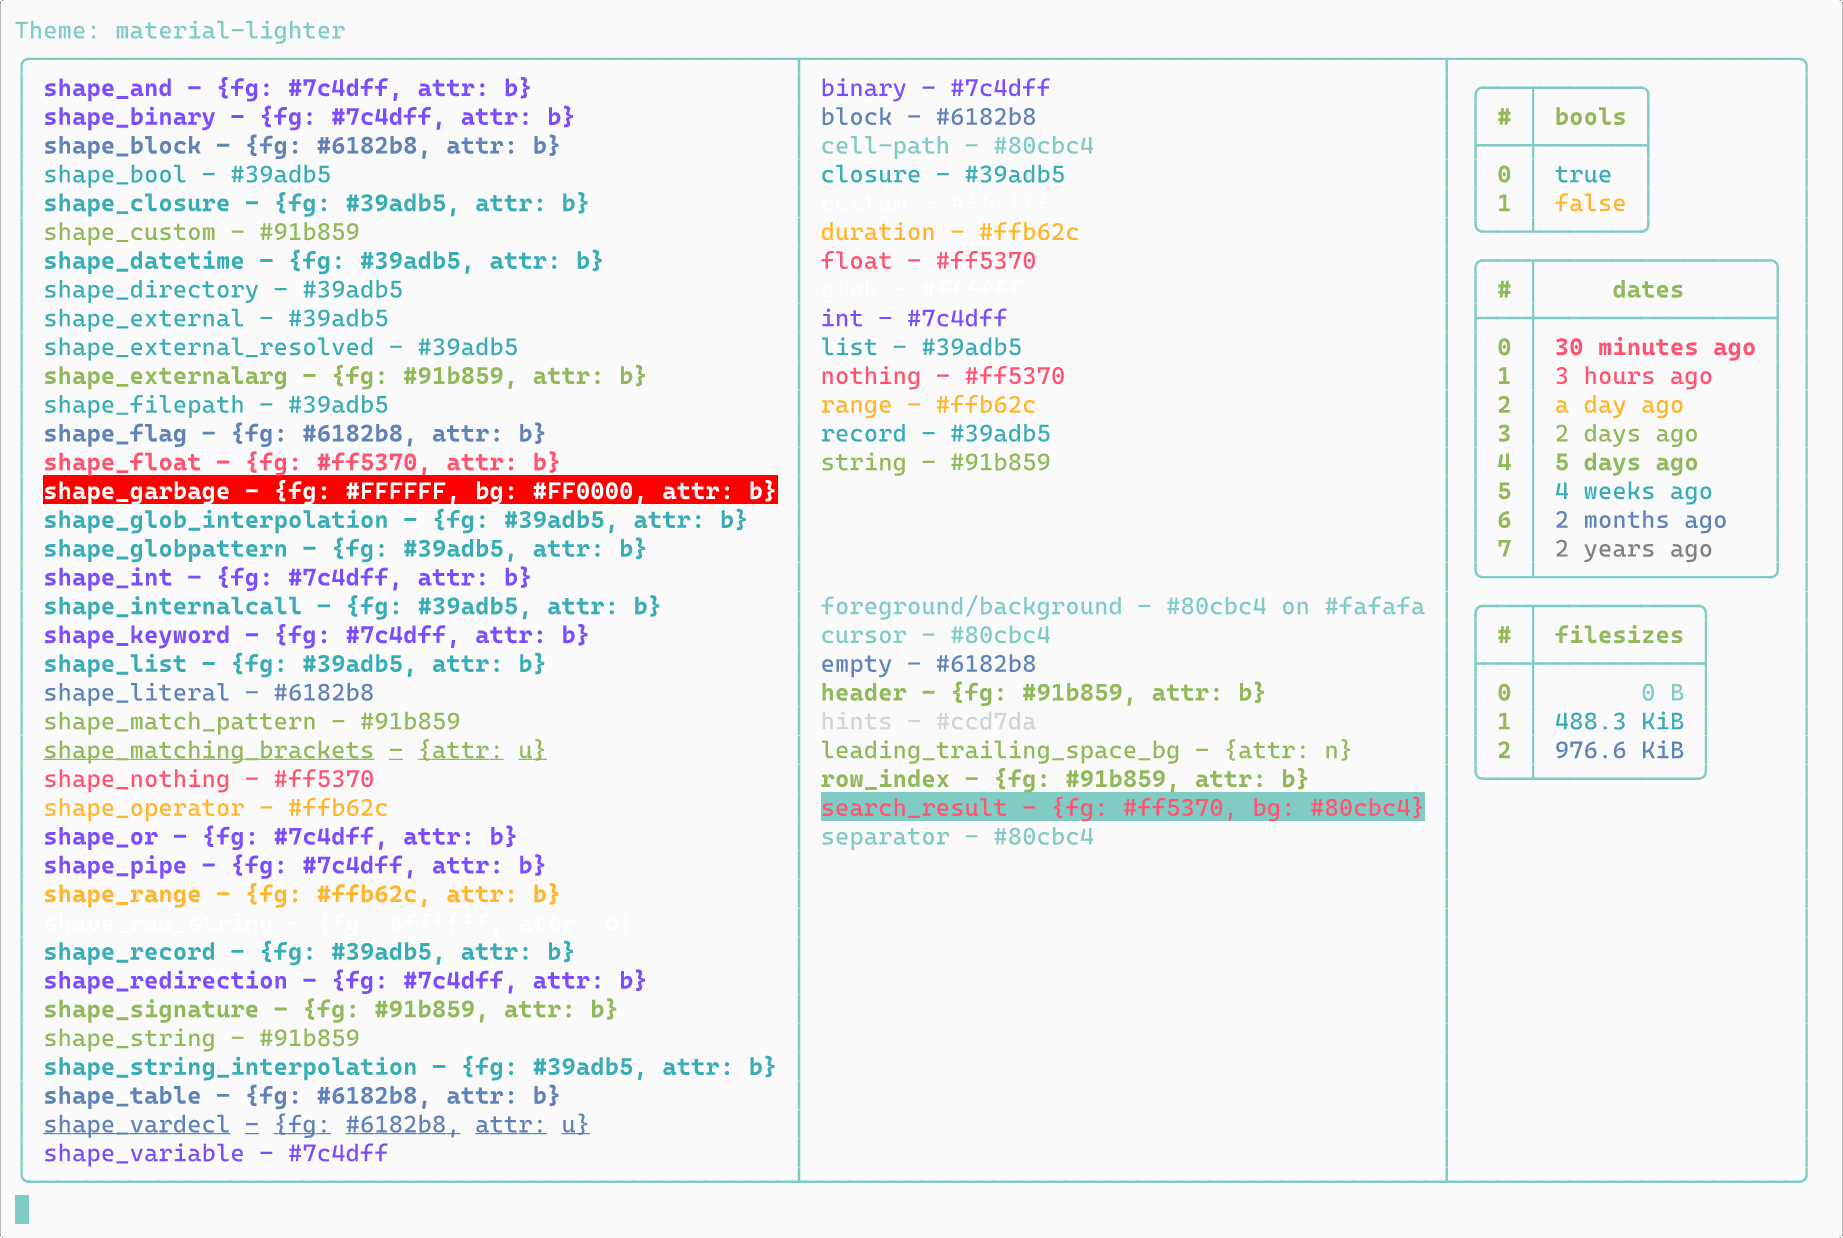 Theme: material-lighter
shape_and - {fg: #7c4dff, attr: b}
shape_binary - {fg: #7c4dff, attr: b}
shape_block - {fg: #6182b8, attr: b}
shape_bool - #39adb5
shape_closure - {fg: #39adb5, attr: b}
shape_custom - #91b859
shape_datetime - {fg: #39adb5, attr: b}
shape_directory - #39adb5
shape_external - #39adb5
shape_external_resolved - #39adb5
shape_externalarg - {fg: #91b859, attr: b}
shape_filepath - #39adb5
shape_flag - {fg: #6182b8, attr: b}
shape_float - {fg: #ff5370, attr: b}
shape_garbage - {fg: #FFFFFF, bg: #FF0000, attr: b}
shape_glob_interpolation - {fg: #39adb5, attr: b}
shape_globpattern - {fg: #39adb5, attr: b}
shape_int - {fg: #7c4dff, attr: b}
shape_internalcall - {fg: #39adb5, attr: b}
shape_keyword - {fg: #7c4dff, attr: b}
shape_list - {fg: #39adb5, attr: b}
shape_literal - #6182b8
shape_match_pattern - #91b859
shape_matching_brackets - {attr: u}
shape_nothing - #ff5370
shape_operator - #ffb62c
shape_or - {fg: #7c4dff, attr: b}
shape_pipe - {fg: #7c4dff, attr: b}
shape_range - {fg: #ffb62c, attr: b}
shape_raw_string - {fg: #ffffff, attr: b}
shape_record - {fg: #39adb5, attr: b}
shape_redirection - {fg: #7c4dff, attr: b}
shape_signature - {fg: #91b859, attr: b}
shape_string - #91b859
shape_string_interpolation - {fg: #39adb5, attr: b}
shape_table - {fg: #6182b8, attr: b}
shape_vardecl - {fg: #6182b8, attr: u}
shape_variable - #7c4dff
binary - #7c4dff
block - #6182b8
cell-path - #80cbc4
closure - #39adb5
custom - #ffffff
duration - #ffb62c
float - #ff5370
glob - #ffffff
int - #7c4dff
list - #39adb5
nothing - #ff5370
range - #ffb62c
record - #39adb5
string - #91b859
foreground/background - #80cbc4 on #fafafa
cursor - #80cbc4
empty - #6182b8
header - {fg: #91b859, attr: b}
hints - #ccd7da
leading_trailing_space_bg - {attr: n}
row_index - {fg: #91b859, attr: b}
search_result - {fg: #ff5370, bg: #80cbc4}
separator - #80cbc4
# bools
0 true
1 false
# dates
0 30 minutes ago
1 3 hours ago
2 a day ago
3 2 days ago
4 5 days ago
5 4 weeks ago
6 2 months ago
7 2 years ago
# filesizes
0 0 B
1 488.3 KiB
2 976.6 KiB